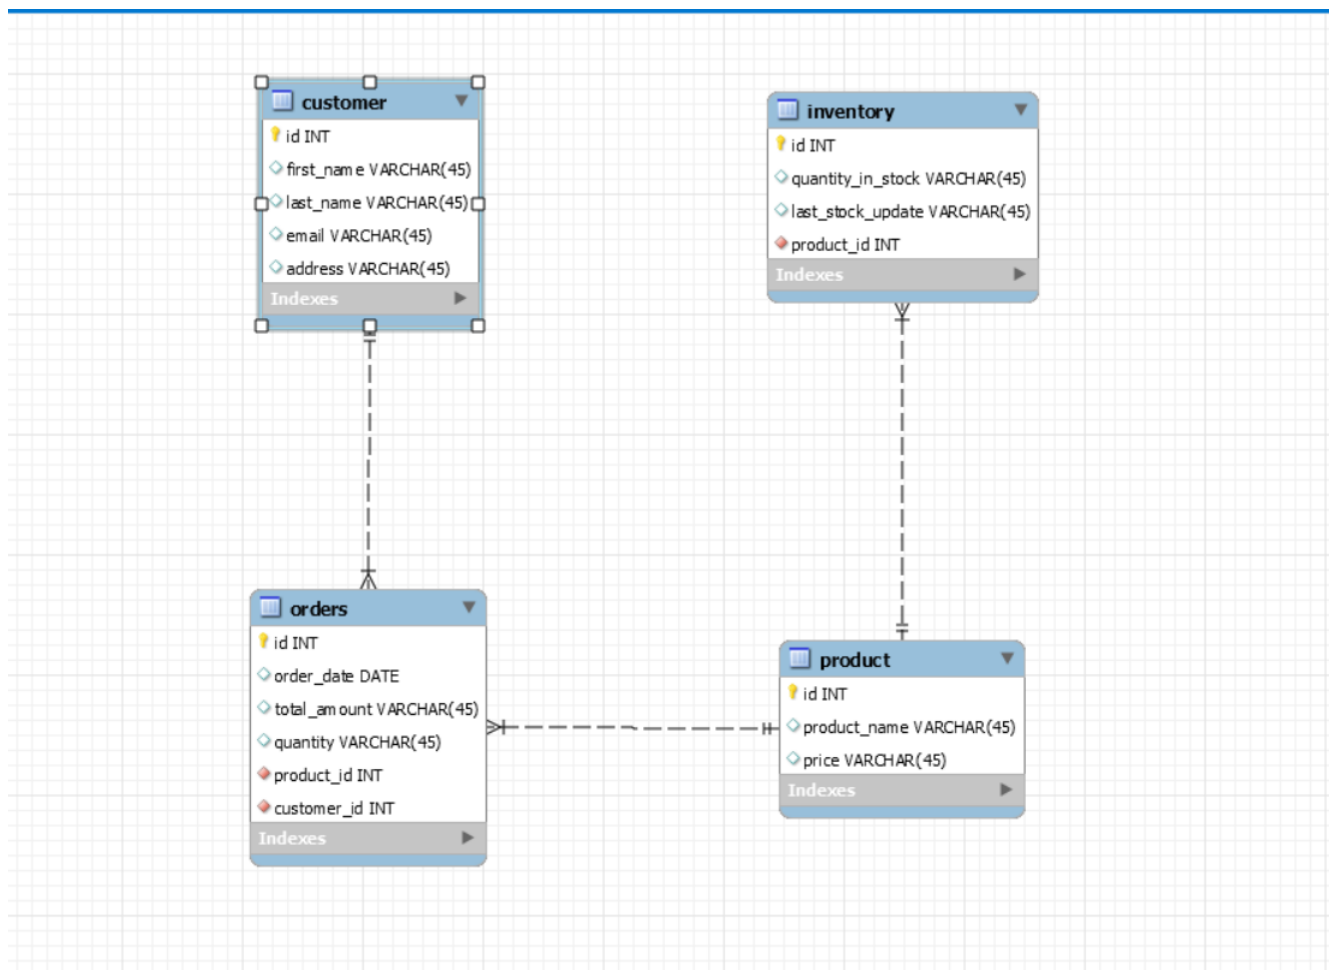 customer
id INT
first_name VARCHAR(45)
last_name VARCHAR(45)
email VARCHAR(45)
address VARCHAR(45)
Indexes
inventory
id INT
quantity_in_stock VARCHAR(45)
last_stock_update VARCHAR(45)
product_id INT
Indexes
orders
id INT
order_date DATE
total_amount VARCHAR(45)
quantity VARCHAR(45)
product_id INT
customer_id INT
Indexes
product
id INT
product_name VARCHAR(45)
price VARCHAR(45)
Indexes